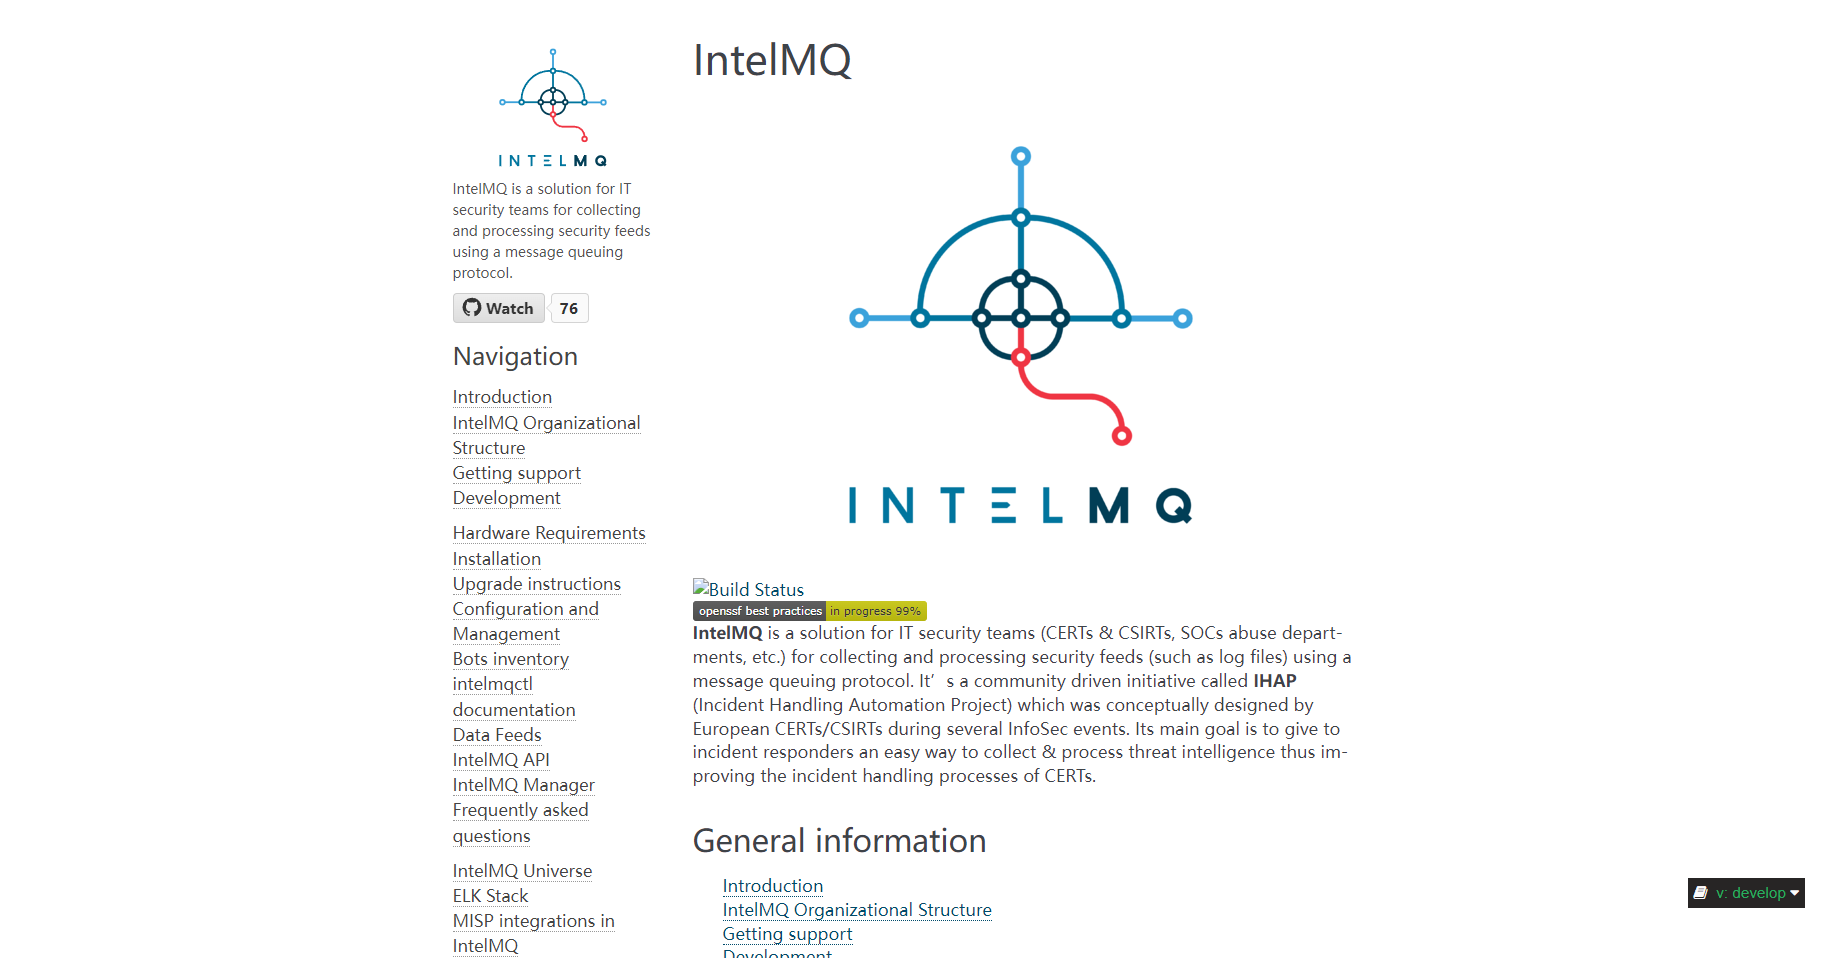 INTELMQ
IntelMQ is a solution for IT
security teams for collecting
and processing security feeds
using a message queuing
protocol.
Watch 76
Navigation
Introduction
IntelMQ Organizational
Structure
Getting support
Development
Hardware Requirements
Installation
Upgrade instructions
Configuration and
Management
Bots inventory
intelmqctl
documentation
Data Feeds
IntelMQ API
IntelMQ Manager
Frequently asked
questions
IntelMQ Universe
ELK Stack
MISP integrations in
IntelMQ
IntelMQ
INTELMQ
Build Status
openssf best practices in progress 99%
IntelMQ is a solution for IT security teams (CERTs & CSIRTs, SOCs abuse depart-
ments, etc.) for collecting and processing security feeds (such as log files) using a
message queuing protocol. It’s a community driven initiative called IHAP
(Incident Handling Automation Project) which was conceptually designed by
European CERTs/CSIRTs during several InfoSec events. Its main goal is to give to
incident responders an easy way to collect & process threat intelligence thus im-
proving the incident handling processes of CERTs.
General information
Introduction
IntelMQ Organizational Structure
Getting support
Development
v: develop